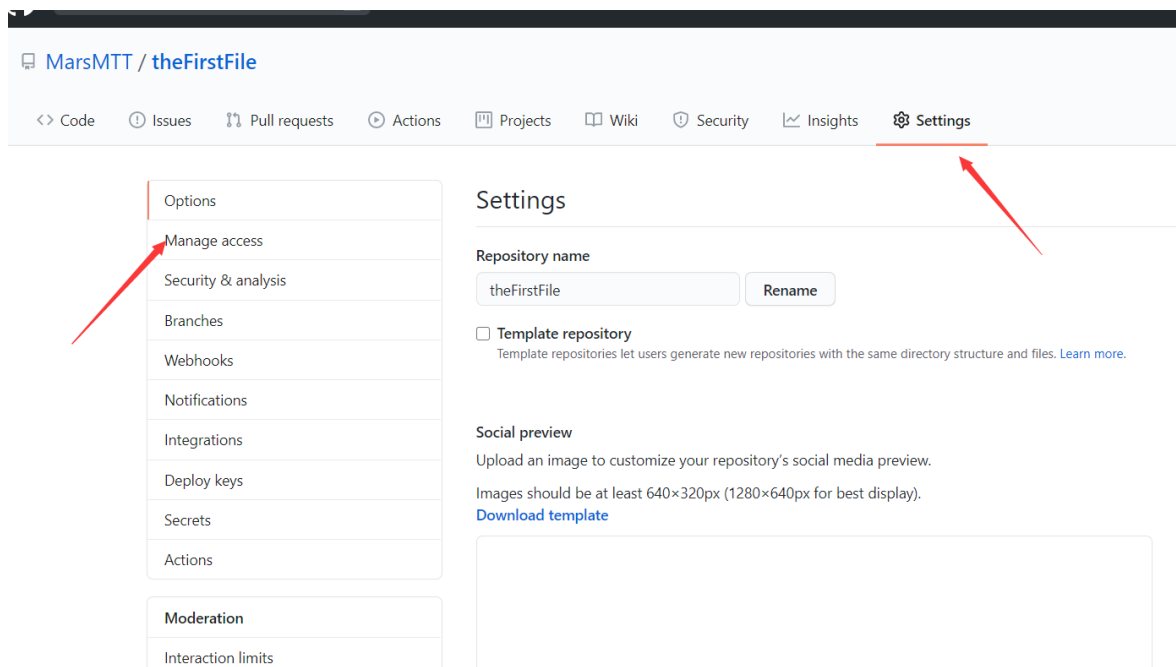 MarsMTT / theFirstFile
Code Issues Pull requests Actions Projects Wiki Security Insights Settings
Options
Manage access
Security & analysis
Branches
Webhooks
Notifications
Integrations
Deploy keys
Secrets
Actions
Moderation
Interaction limits
Settings
Repository name
theFirstFile Rename
Template repository
Template repositories let users generate new repositories with the same directory structure and files. Learn more.
Social preview
Upload an image to customize your repository's social media preview.
Images should be at least 640×320px (1280×640px for best display).
Download template